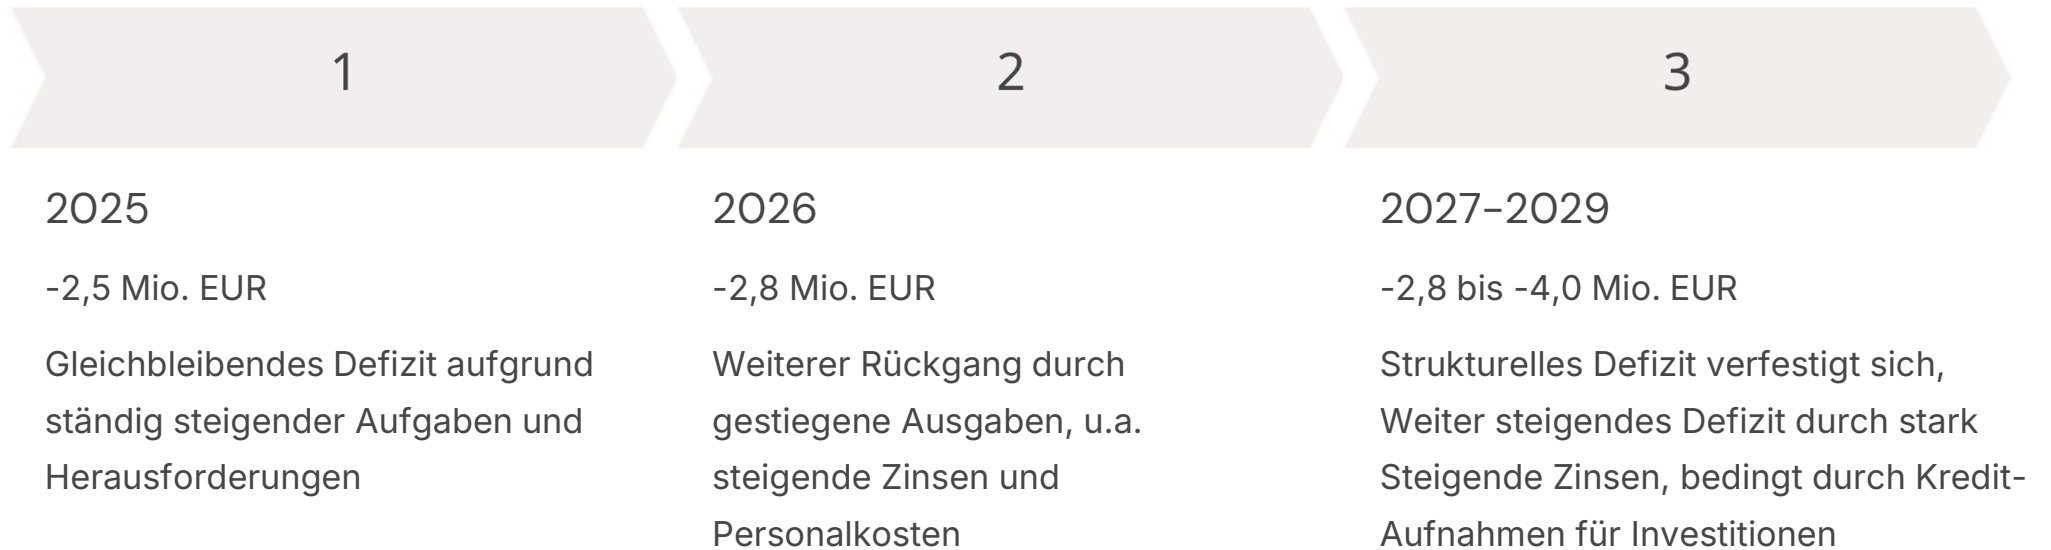 1
2025
-2,5 Mio. EUR
Gleichbleibendes Defizit aufgrund
ständig steigender Aufgaben und
Herausforderungen
2
2026
-2,8 Mio. EUR
Weiterer Rückgang durch
gestiegene Ausgaben, u.a.
steigende Zinsen und
Personalkosten
3
2027–2029
-2,8 bis -4,0 Mio. EUR
Strukturelles Defizit verfestigt sich,
Weiter steigendes Defizit durch stark
Steigende Zinsen, bedingt durch Kredit-
Aufnahmen für Investitionen